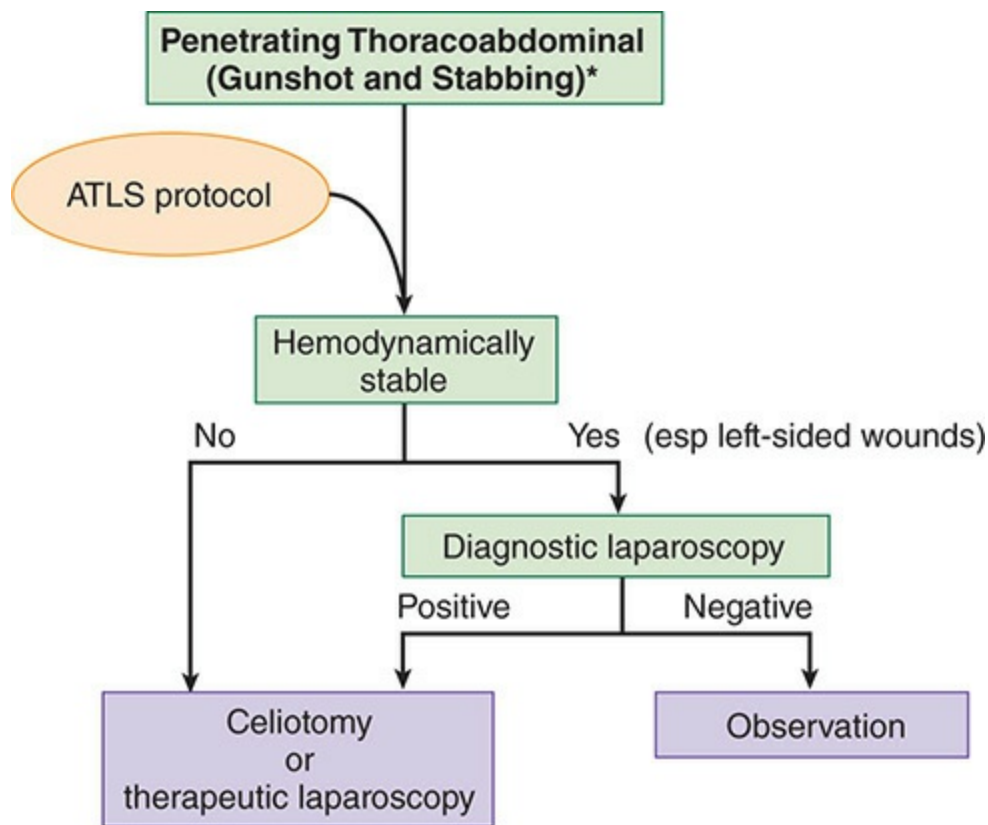 Penetrating Thoracoabdominal
(Gunshot and Stabbing)*
ATLS protocol
Hemodynamically
stable
No
Yes (esp left-sided wounds)
Diagnostic laparoscopy
Positive
Negative
Celiotomy
or
therapeutic laparoscopy
Observation